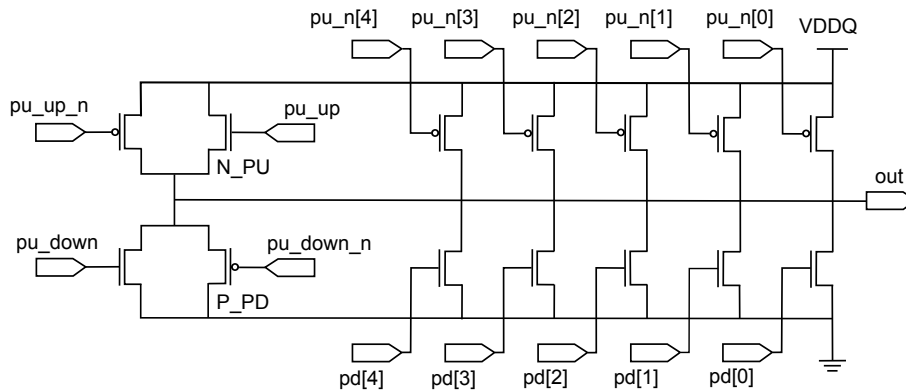 pu_n[4]
pu_n[3]
pu_n[2]
pu_n[1]
pu_n[0]
VDDQ
pu_up_n
pu_up
N_PU
out
pu_down
pu_down_n
P_PD
pd[4]
pd[3]
pd[2]
pd[1]
pd[0]